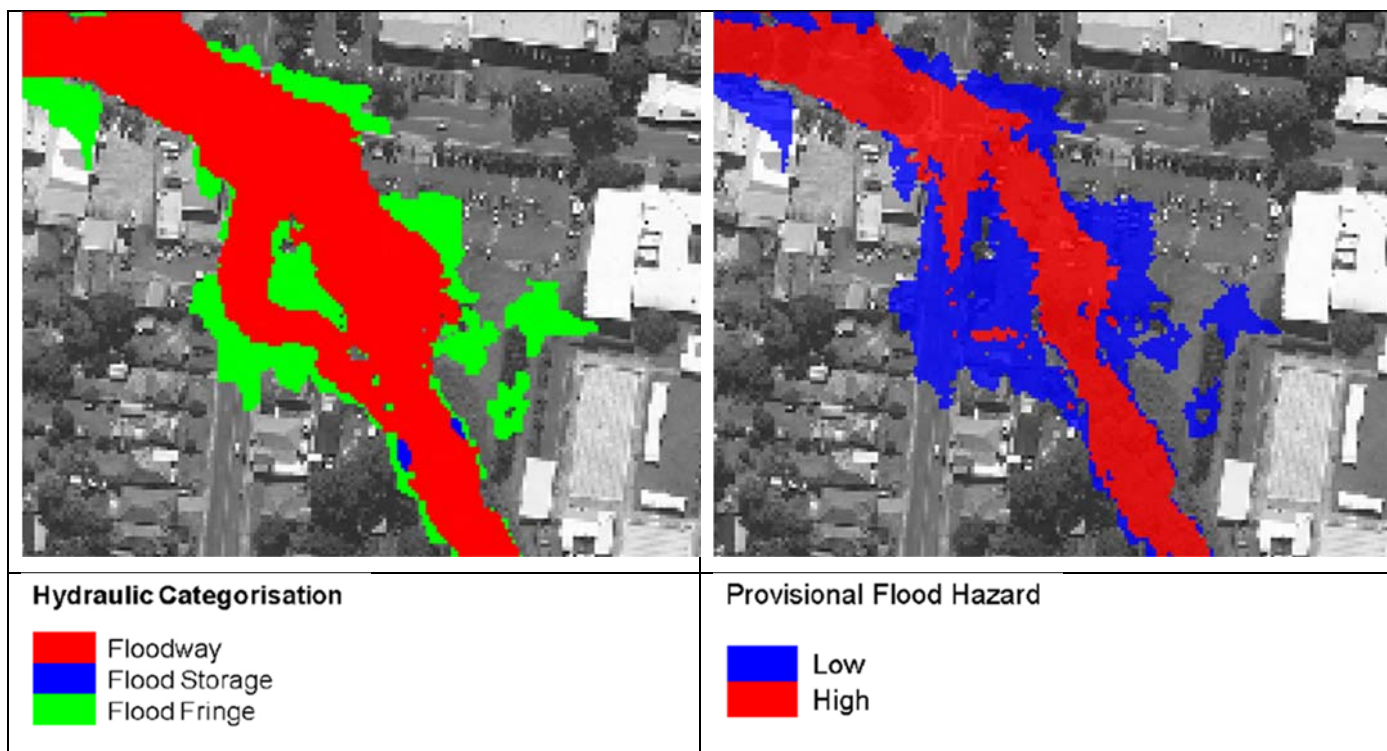 Hydraulic Categorisation
Floodway
Flood Storage
Flood Fringe
Provisional Flood Hazard
Low
High